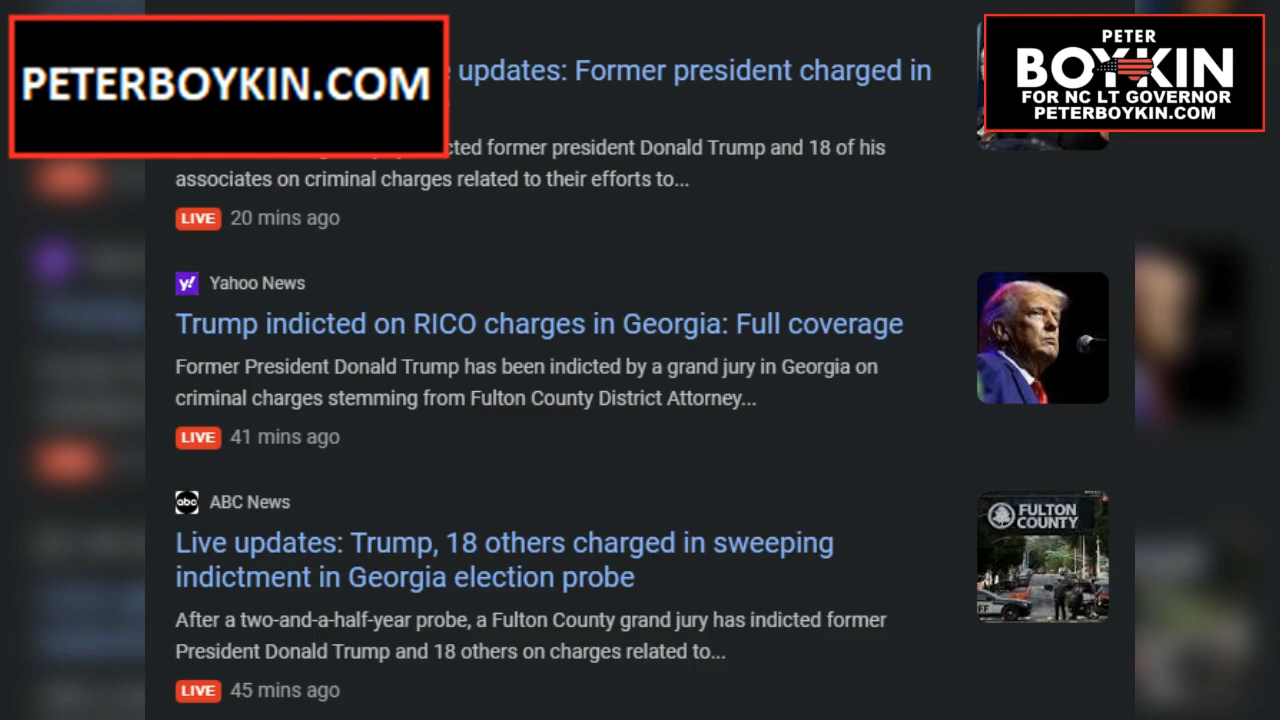 PETERBOYKIN.COM
updates: Former president charged in
PETER
BOYKIN
FOR NC LT GOVERNOR
PETERBOYKIN.COM
former president Donald Trump and 18 of his
associates on criminal charges related to their efforts to...
LIVE 20 mins ago
y! Yahoo News
Trump indicted on RICO charges in Georgia: Full coverage
Former President Donald Trump has been indicted by a grand jury in Georgia on
criminal charges stemming from Fulton County District Attorney...
LIVE 41 mins ago
abc ABC News
Live updates: Trump, 18 others charged in sweeping
indictment in Georgia election probe
FULTON
COUNTY
After a two-and-a-half-year probe, a Fulton County grand jury has indicted former
President Donald Trump and 18 others on charges related to...
LIVE 45 mins ago